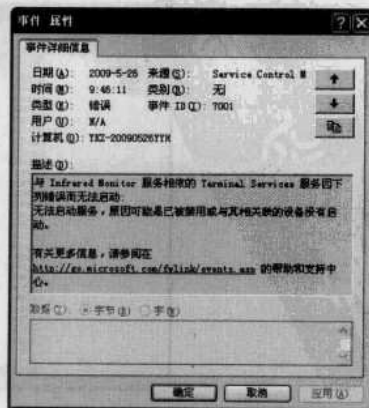 事件 属性
事件详细信息
日期(A): 2009-5-26 来源(S): Service Control M
时间(M): 9:46:11 类别(R): 无
类型(E): 错误 事件 ID(I): 7001
用户(U): N/A
计算机(O): YKZ-20090526YYH
描述(D):
与 Infrared Monitor 服务相依的 Terminal Services 服务因下
列错误而无法启动:
无法启动服务，原因可能是已被禁用或与其相关联的设备没有启
动。
有关更多信息，请参阅在
http://go.microsoft.com/fwlink/events.asp 的帮助和支持中
心。
数据(T): 字节(B) 字(W)
确定 取消 应用(A)